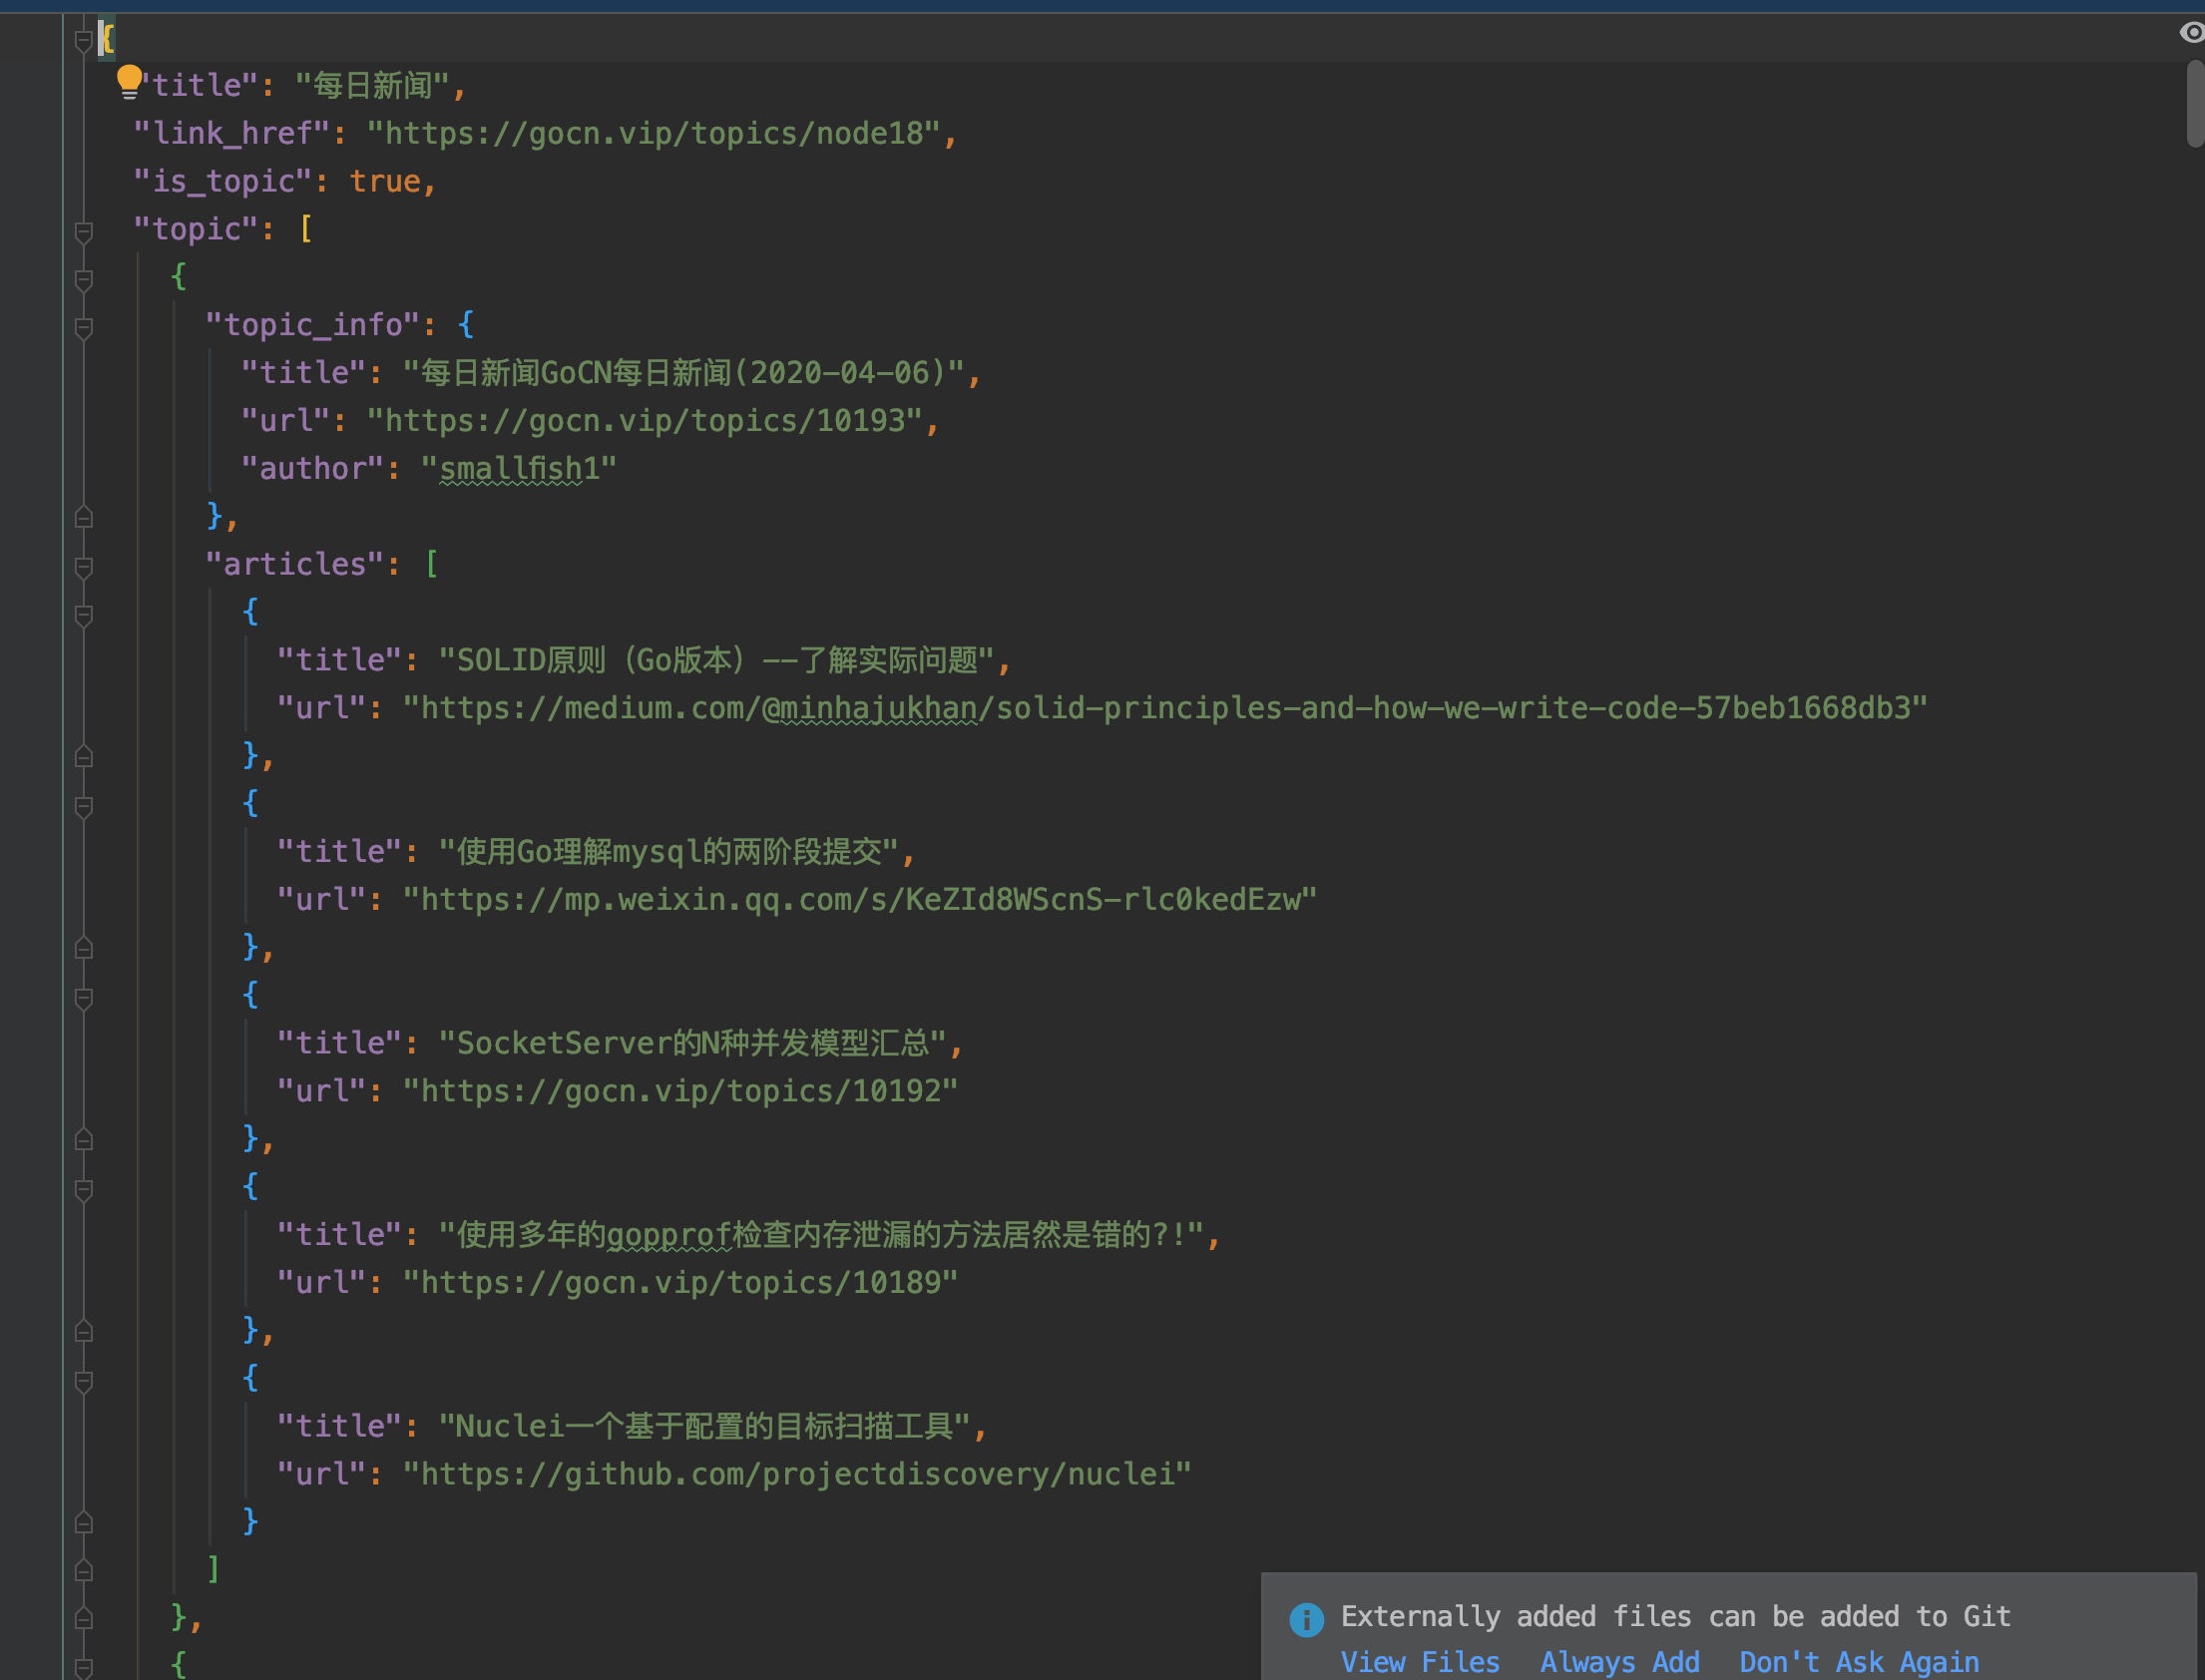 {
"title": "每日新闻",
"link_href": "https://gocn.vip/topics/node18",
"is_topic": true,
"topic": [
{
"topic_info": {
"title": "每日新闻GoCN每日新闻(2020-04-06)",
"url": "https://gocn.vip/topics/10193",
"author": "smallfish1"
},
"articles": [
{
"title": "SOLID原则（Go版本）——了解实际问题",
"url": "https://medium.com/@minhajukhan/solid-principles-and-how-we-write-code-57beb1668db3"
},
{
"title": "使用Go理解mysql的两阶段提交",
"url": "https://mp.weixin.qq.com/s/KeZId8WScnS-rlc0kedEzw"
},
{
"title": "SocketServer的N种并发模型汇总",
"url": "https://gocn.vip/topics/10192"
},
{
"title": "使用多年的gopprof检查内存泄漏的方法居然是错的?!",
"url": "https://gocn.vip/topics/10189"
},
{
"title": "Nuclei一个基于配置的目标扫描工具",
"url": "https://github.com/projectdiscovery/nuclei"
}
]
},
{
Externally added files can be added to Git
View Files Always Add Don't Ask Again